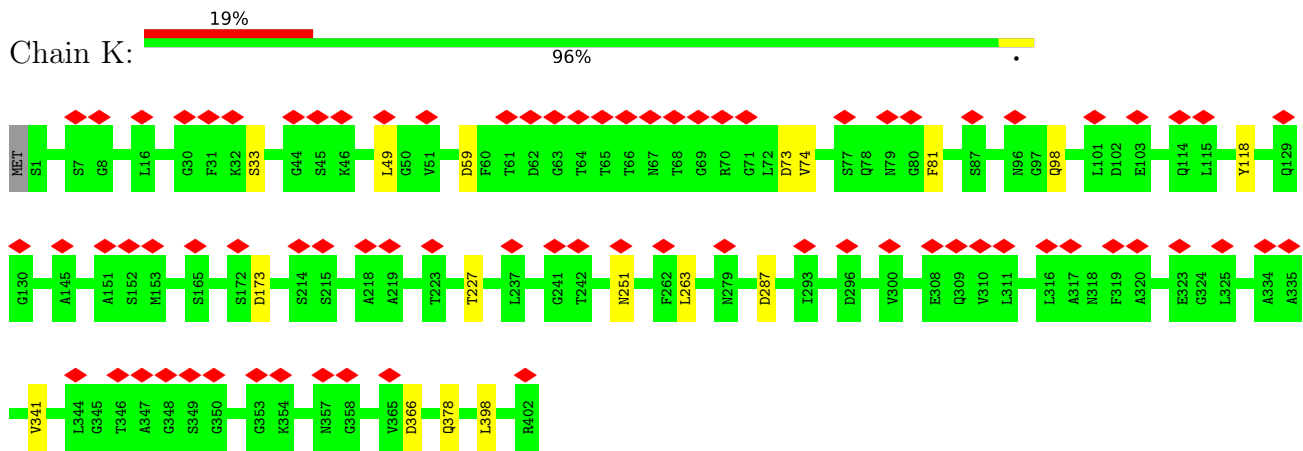 19%
Chain K:
96%
.
MET S1 S7 G8 L16 G30 F31 K32 S33 G44 S45 K46 L49 G50 V51 D59 F60 T61 D62 G63 T64 T65 T66 N67 T68 G69 R70 G71 L72 D73 V74 S77 Q78 N79 G80 F81 S87 N96 G97 Q98 L101 D102 E103 Q114 L115 Y118 Q129
G130 A145 A151 S152 M153 S165 S172 D173 S214 S215 A218 A219 T223 T227 L237 G241 T242 N251 F262 L263 N279 D287 I293 D296 V300 E308 Q309 V310 L311 L316 A317 N318 F319 A320 E323 G324 L325 A334 A335
V341 L344 G345 T346 A347 G348 S349 G350 G353 K354 N357 G358 V365 D366 Q378 L398 R402